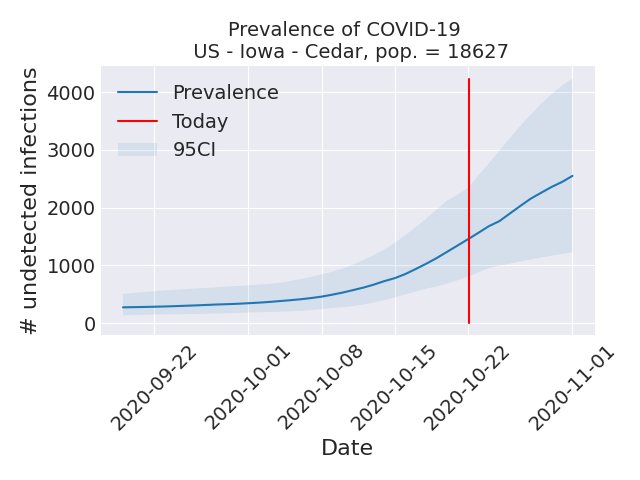 Prevalence of COVID-19
US - Iowa - Cedar, pop. = 18627
# undetected infections
4000
3000
2000
1000
0
Prevalence
Today
95CI
2020-09-22
2020-10-01
2020-10-08
2020-10-15
2020-10-22
2020-11-01
Date